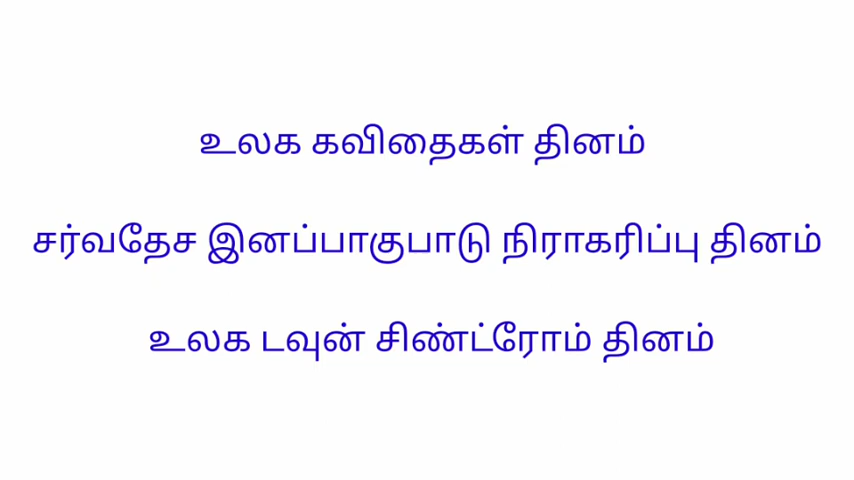 உலக கவிதைகள் தினம்
சர்வதேச இனப்பாகுபாடு நிராகரிப்பு தினம்
உலக டவுன் சிண்ட்ரோம் தினம்